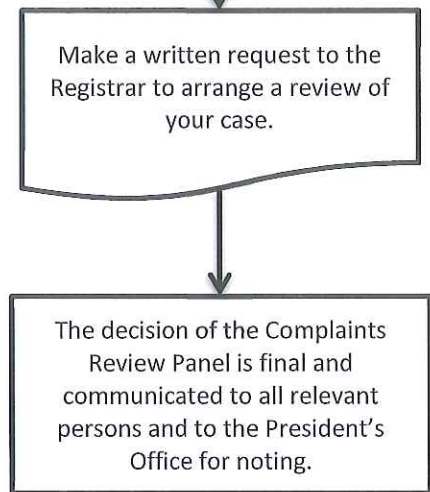 Make a written request to the
Registrar to arrange a review of
your case.
The decision of the Complaints
Review Panel is final and
communicated to all relevant
persons and to the President's
Office for noting.